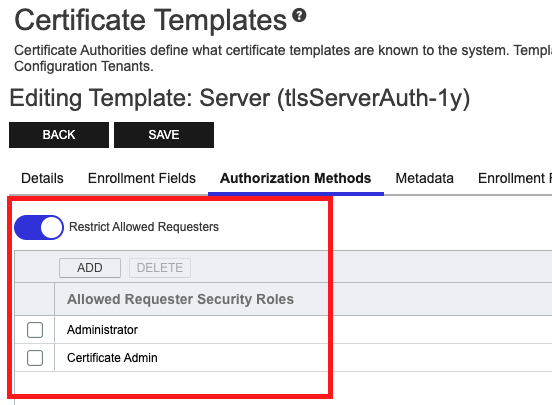 Certificate Templates ?
Certificate Authorities define what certificate templates are known to the system. Templa
Configuration Tenants.
Editing Template: Server (tlsServerAuth-1y)
BACK SAVE
Details Enrollment Fields Authorization Methods Metadata Enrollment F
Restrict Allowed Requesters
ADD DELETE
Allowed Requester Security Roles
Administrator
Certificate Admin